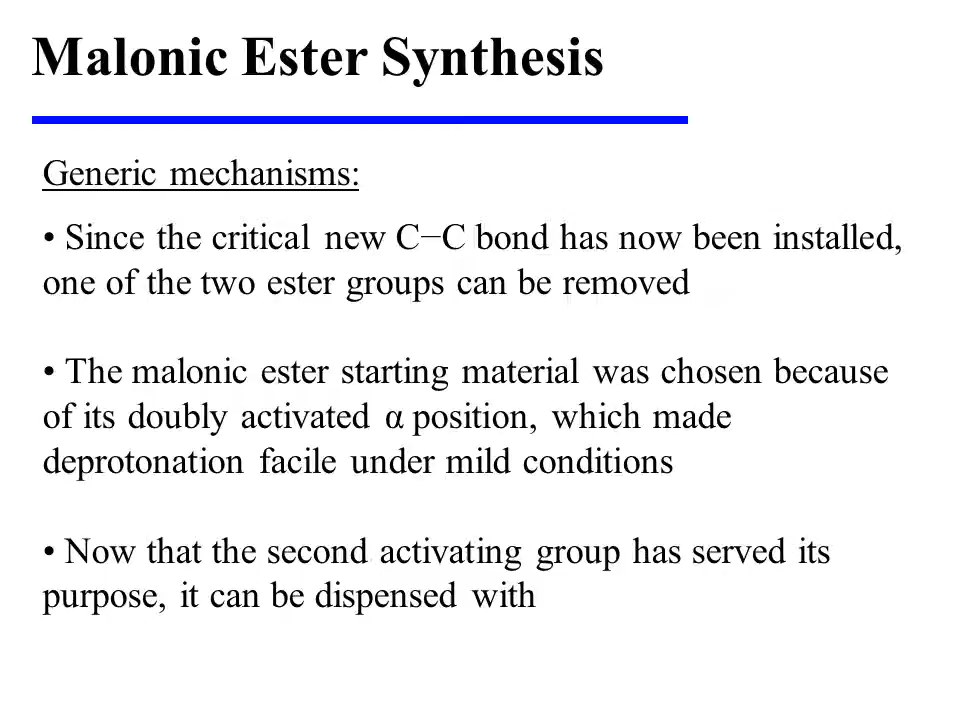 Malonic Ester Synthesis
Generic mechanisms:
• Since the critical new C−C bond has now been installed,
one of the two ester groups can be removed
• The malonic ester starting material was chosen because
of its doubly activated α position, which made
deprotonation facile under mild conditions
• Now that the second activating group has served its
purpose, it can be dispensed with